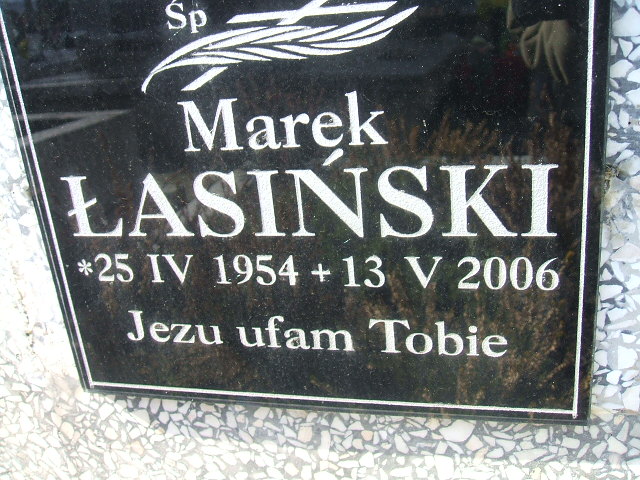 Śp
Marek
ŁASIŃSKI
*25 IV 1954 + 13 V 2006
Jezu ufam Tobie